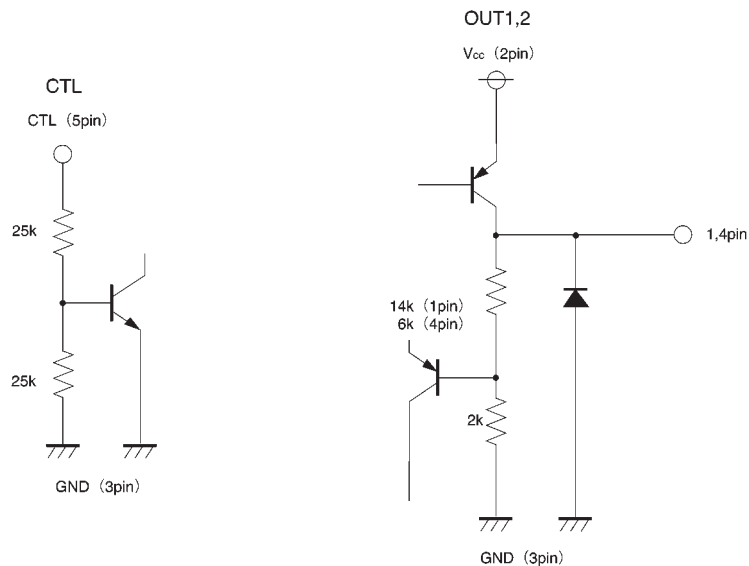 CTL
CTL (5pin)
25k
25k
GND (3pin)
OUT1,2
Vcc (2pin)
1,4pin
14k (1pin)
6k (4pin)
2k
GND (3pin)